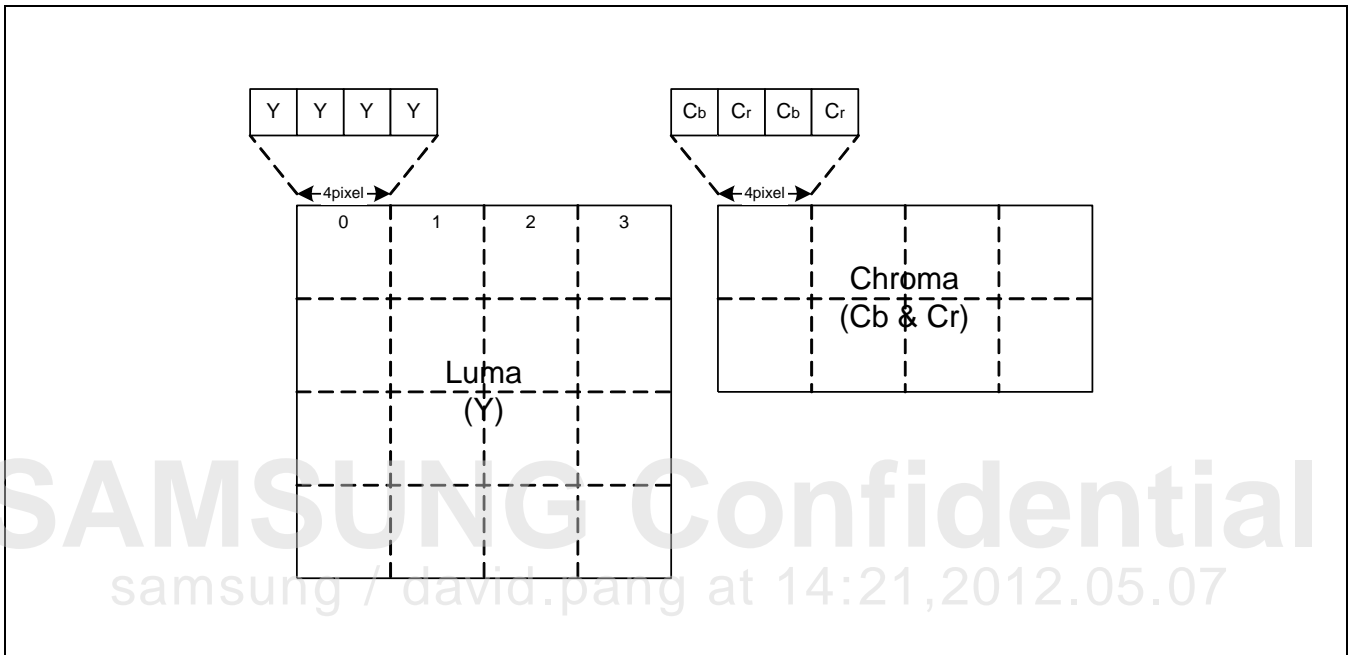 Y Y Y Y
Cb Cr Cb Cr
4pixel
4pixel
0 1 2 3
Chroma
(Cb & Cr)
Luma
(Y)
SAMSUNG Confidential
samsung / david.pang at 14:21,2012.05.07